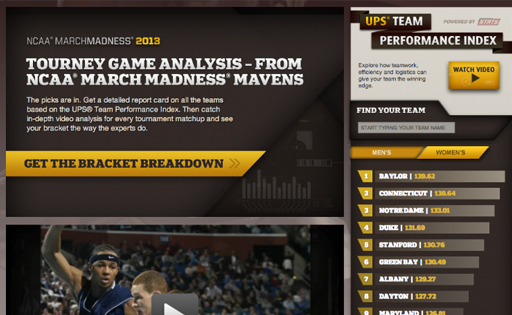 NCAA® MARCHMADNESS® 2013
TOURNEY GAME ANALYSIS – FROM
NCAA® MARCH MADNESS® MAVENS
The picks are in. Get a detailed report card on all the teams
based on the UPS® Team Performance Index. Then catch
in-depth video analysis for every tournament matchup and see
your bracket the way the experts do.
GET THE BRACKET BREAKDOWN
UPS® TEAM
POWERED BY STATS
PERFORMANCE INDEX
Explore how teamwork,
efficiency and logistics can
give your team the winning
edge.
WATCH VIDEO
FIND YOUR TEAM
START TYPING YOUR TEAM NAME
MEN'S
WOMEN'S
1 BAYLOR | 139.62
2 CONNECTICUT | 139.64
3 NOTRE DAME | 133.01
4 DUKE | 131.69
5 STANFORD | 130.76
6 GREEN BAY | 130.49
7 ALBANY | 129.27
8 DAYTON | 127.72
9 MARYLAND | 126.81